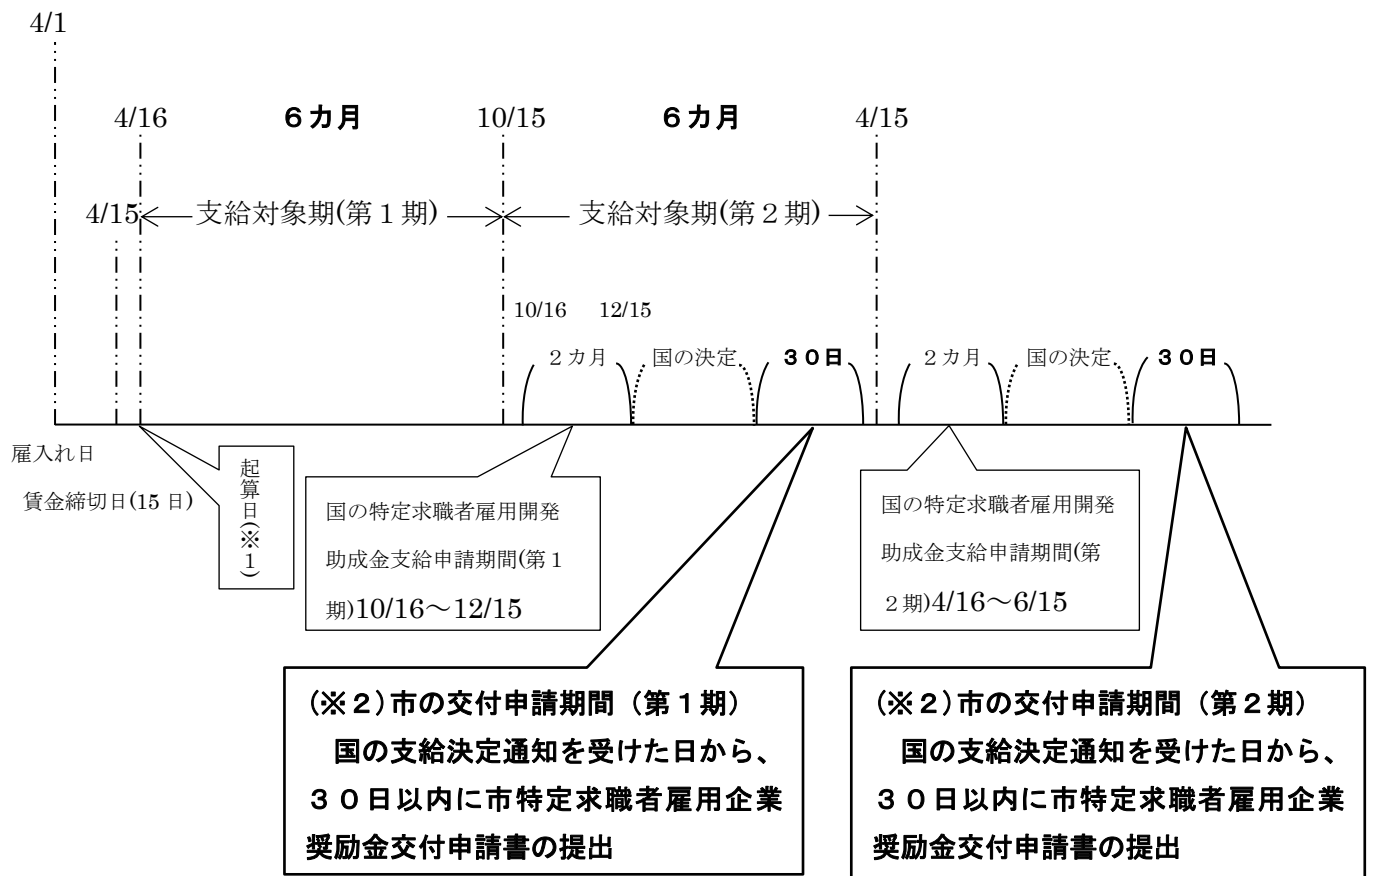 4/1
4/16 ６カ月 10/15 ６カ月 4/15
4/15 支給対象期(第１期) 支給対象期(第２期)
10/16 12/15
２カ月 国の決定 ３０日 ２カ月 国の決定 ３０日
雇入れ日
賃金締切日(15 日)
起算日(※１)
国の特定求職者雇用開発
助成金支給申請期間(第１
期)10/16～12/15
国の特定求職者雇用開発
助成金支給申請期間(第
２期)4/16～6/15
(※２)市の交付申請期間（第１期）
国の支給決定通知を受けた日から、
３０日以内に市特定求職者雇用企業
奨励金交付申請書の提出
(※２)市の交付申請期間（第２期）
国の支給決定通知を受けた日から、
３０日以内に市特定求職者雇用企業
奨励金交付申請書の提出